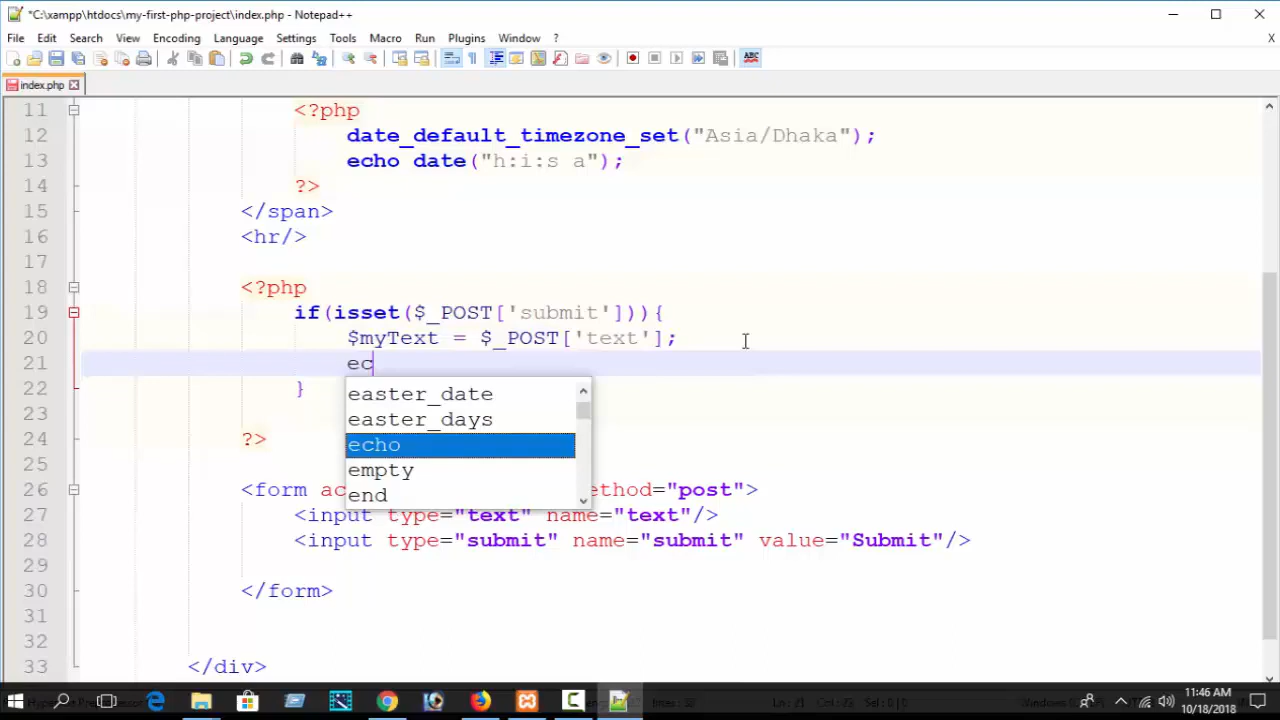 *C:\xampp\htdocs\my-first-php-project\index.php - Notepad++
File Edit Search View Encoding Language Settings Tools Macro Run Plugins Window ? X
index.php
11 <?php
12 date_default_timezone_set("Asia/Dhaka");
13 echo date("h:i:s a");
14 ?>
15 </span>
16 <hr/>
17
18 <?php
19 if(isset($_POST['submit'])){
20 $myText = $_POST['text'];
21 ec
22 }
easter_date
23
easter_days
24 ?>
echo
25
empty
26 <form ac ethod="post">
end
27 <input type="text" name="text"/>
28 <input type="submit" name="submit" value="Submit"/>
29
30 </form>
31
32
33 </div>
11:46 AM
10/18/2018